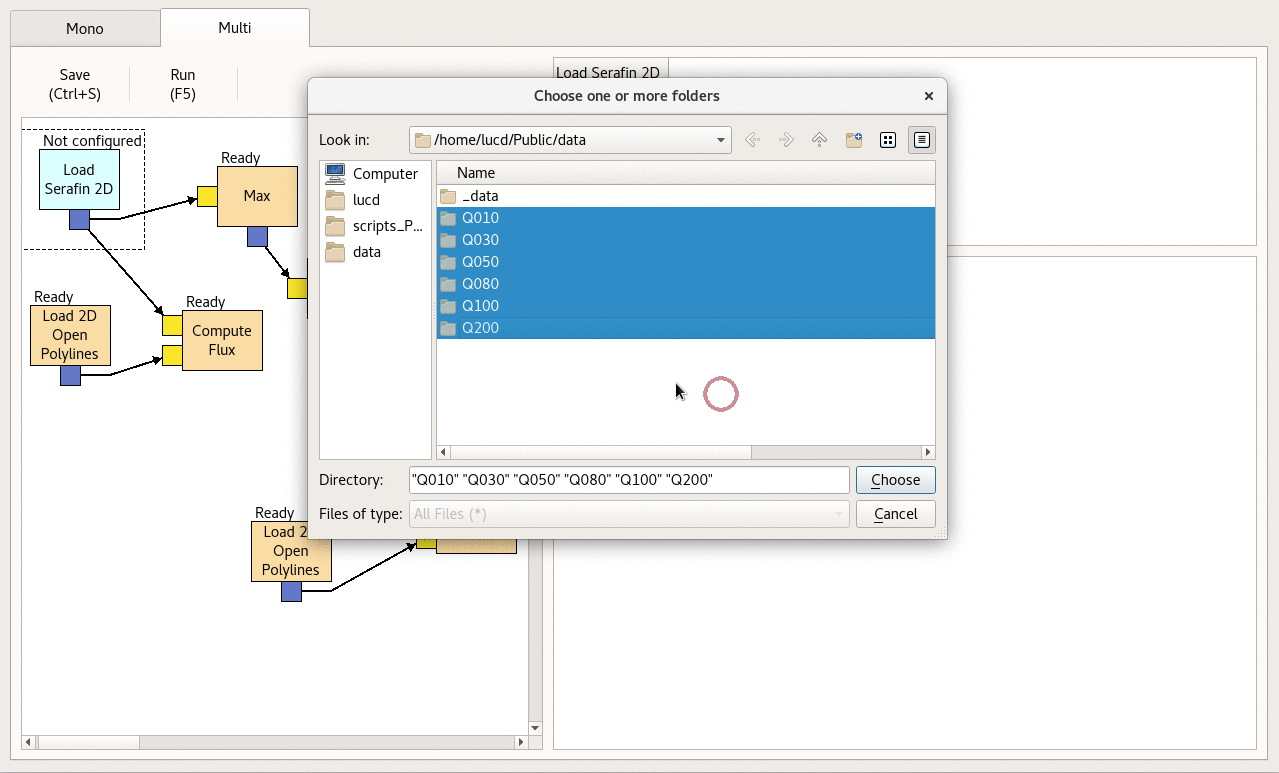 Mono
Multi
Save
(Ctrl+S)
Run
(F5)
Load Serafin 2D
Not configured
Load
Serafin 2D
Ready
Max
Ready
Load 2D
Open
Polylines
Ready
Compute
Flux
Ready
Load 2
Open
Polylines
Choose one or more folders
Look in:
/home/lucd/Public/data
Computer
lucd
scripts_P...
data
Name
_data
Q010
Q030
Q050
Q080
Q100
Q200
Directory:
"Q010" "Q030" "Q050" "Q080" "Q100" "Q200"
Choose
Files of type:
All Files (*)
Cancel